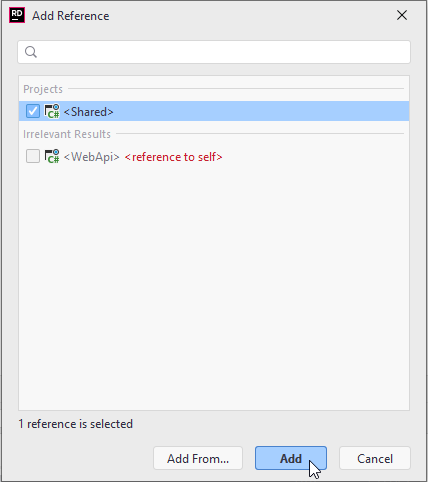 RD
Add Reference
Projects
C# <Shared>
Irrelevant Results
C# <WebApi> <reference to self>
1 reference is selected
Add From... Add Cancel